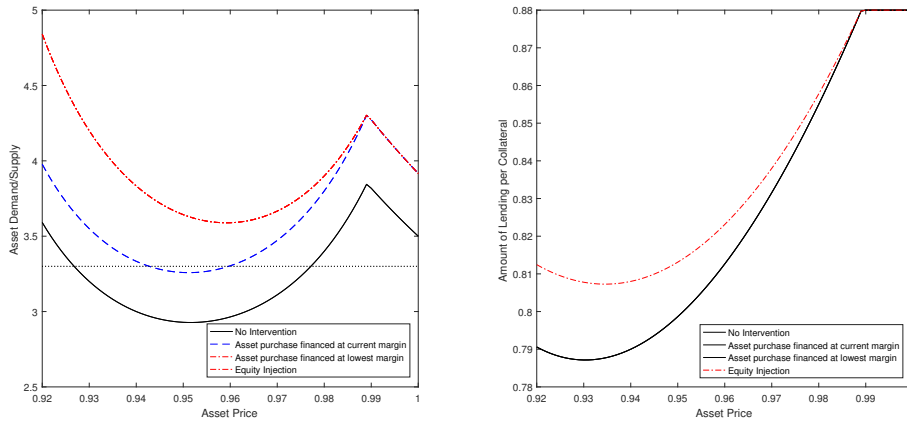 5
4.5
4
3.5
3
2.5
Asset Demand/Supply
No Intervention
Asset purchase financed at current margin
Asset purchase financed at lowest margin
Equity Injection
0.92 0.93 0.94 0.95 0.96 0.97 0.98 0.99 1
Asset Price
0.88
0.87
0.86
0.85
0.84
0.83
0.82
0.81
0.8
0.79
0.78
Amount of Lending per Collateral
No Intervention
Asset purchase financed at current margin
Asset purchase financed at lowest margin
Equity Injection
0.92 0.93 0.94 0.95 0.96 0.97 0.98 0.99
Asset Price